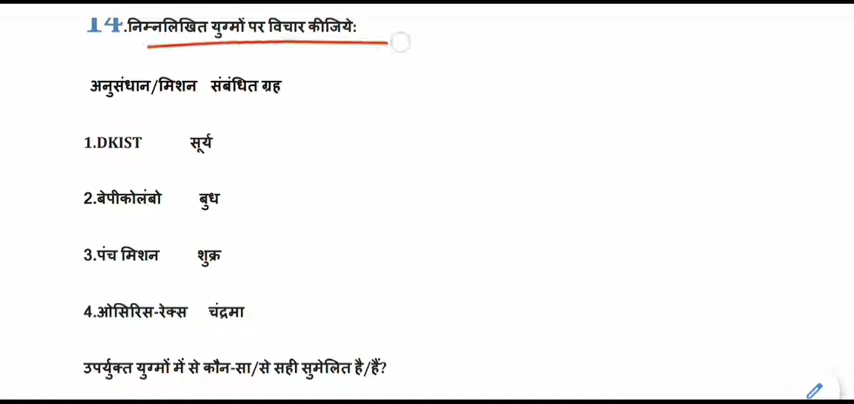 14.निम्नलिखित युग्मों पर विचार कीजिये:
अनुसंधान/मिशन संबंधित ग्रह
1.DKIST सूर्य
2.बेपीकोलंबो बुध
3.पंच मिशन शुक्र
4.ओसिरिस-रेक्स चंद्रमा
उपर्युक्त युग्मों में से कौन-सा/से सही सुमेलित है/हैं?